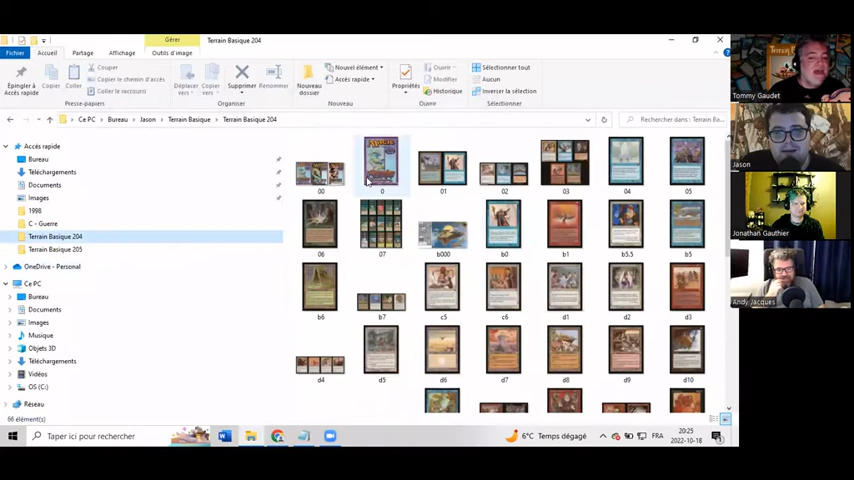 Gérer
Terrain Basique 204
Fichier
Accueil
Partage
Affichage
Outils d'image
Épingler à
Accès rapide
Copier
Coller
Couper
Copier le chemin d'accès
Coller le raccourci
Presse-papiers
Déplacer
vers
Copier
vers
Supprimer
Renommer
Organiser
Nouveau
dossier
Nouvel élément
Accès rapide
Nouveau
Propriétés
Ouvrir
Modifier
Historique
Ouvrir
Sélectionner tout
Aucun
Inverser la sélection
Sélectionner
Ce PC
Bureau
Jason
Terrain Basique
Terrain Basique 204
Rechercher dans : Terrain Ba...
Accès rapide
Bureau
Téléchargements
Documents
Images
1998
C - Guerre
Terrain Basique 204
Terrain Basique 205
OneDrive - Personal
Ce PC
Bureau
Documents
Images
Musique
Objets 3D
Téléchargements
Vidéos
OS (C:)
Réseau
66 élément(s)
00
0
01
02
03
04
05
06
07
b000
b0
b1
b5.5
b5
b6
b7
c5
c6
d1
d2
d3
d4
d5
d6
d7
d8
d9
d10
Taper ici pour rechercher
6°C Temps dégagé
FRA
20:25
2022-10-18
Tommy Gaudet
Jason
Jonathan Gauthier
Andy Jacques